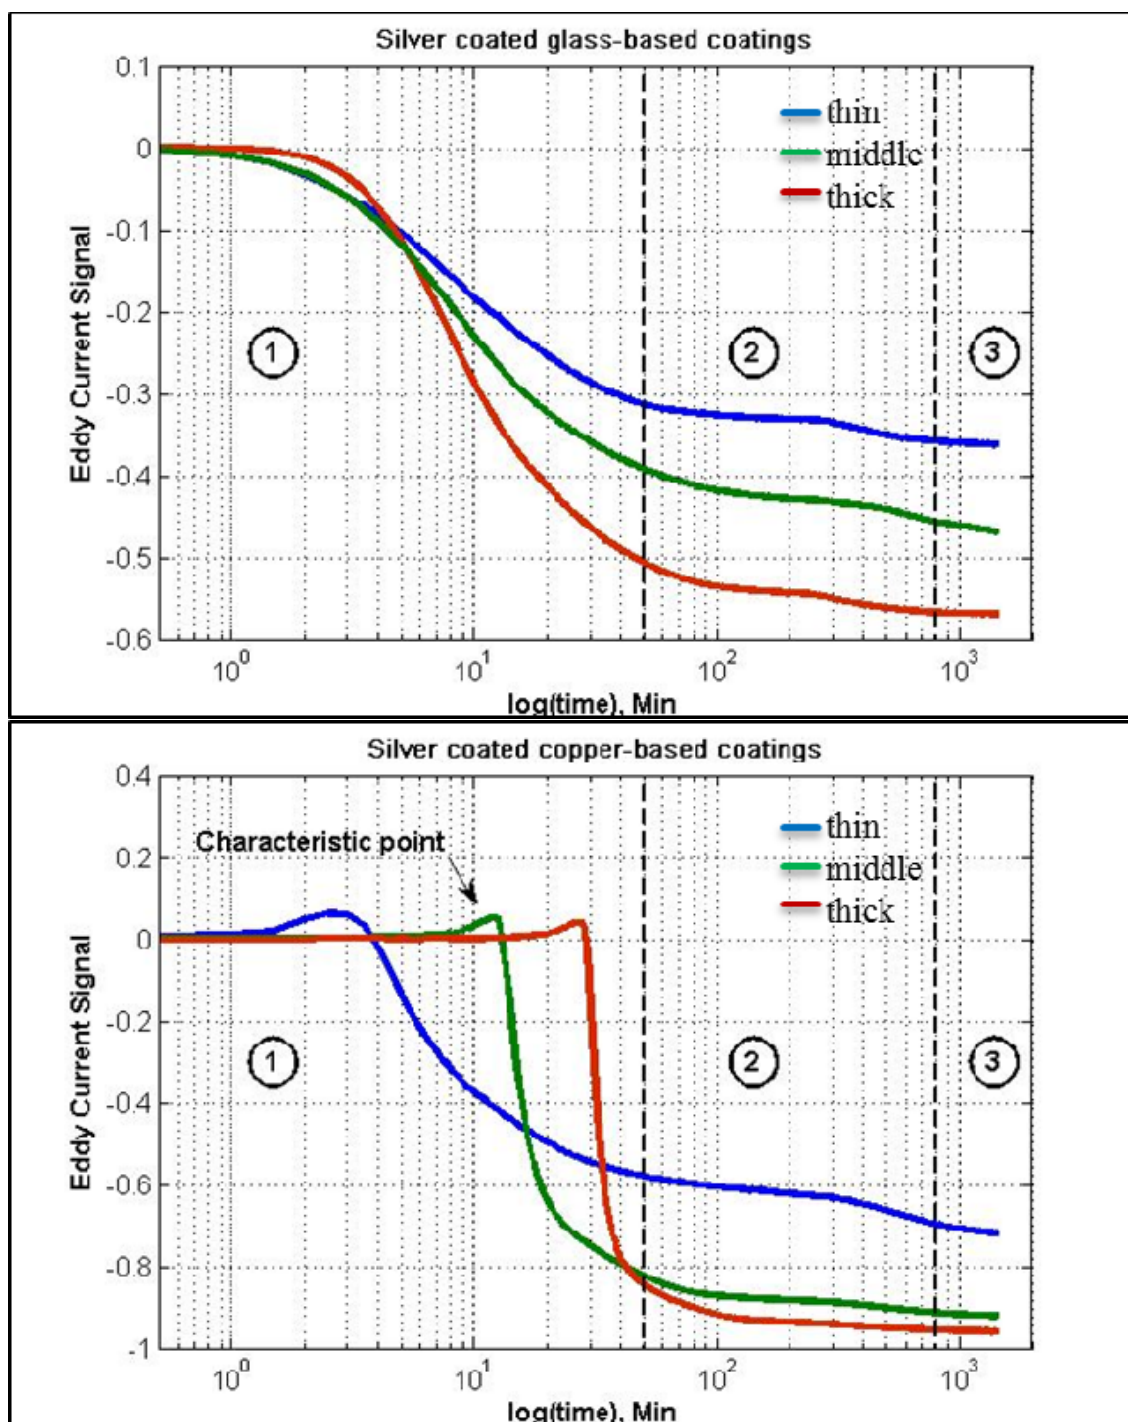 Silver coated glass-based coatings
0.1
0
-0.1
-0.2
-0.3
-0.4
-0.5
-0.6
Eddy Current Signal
thin
middle
thick
1
2
3
10^0
10^1
10^2
10^3
log(time), Min
Silver coated copper-based coatings
0.4
0.2
0
-0.2
-0.4
-0.6
-0.8
-1
Eddy Current Signal
Characteristic point
thin
middle
thick
1
2
3
10^0
10^1
10^2
10^3
log(time), Min